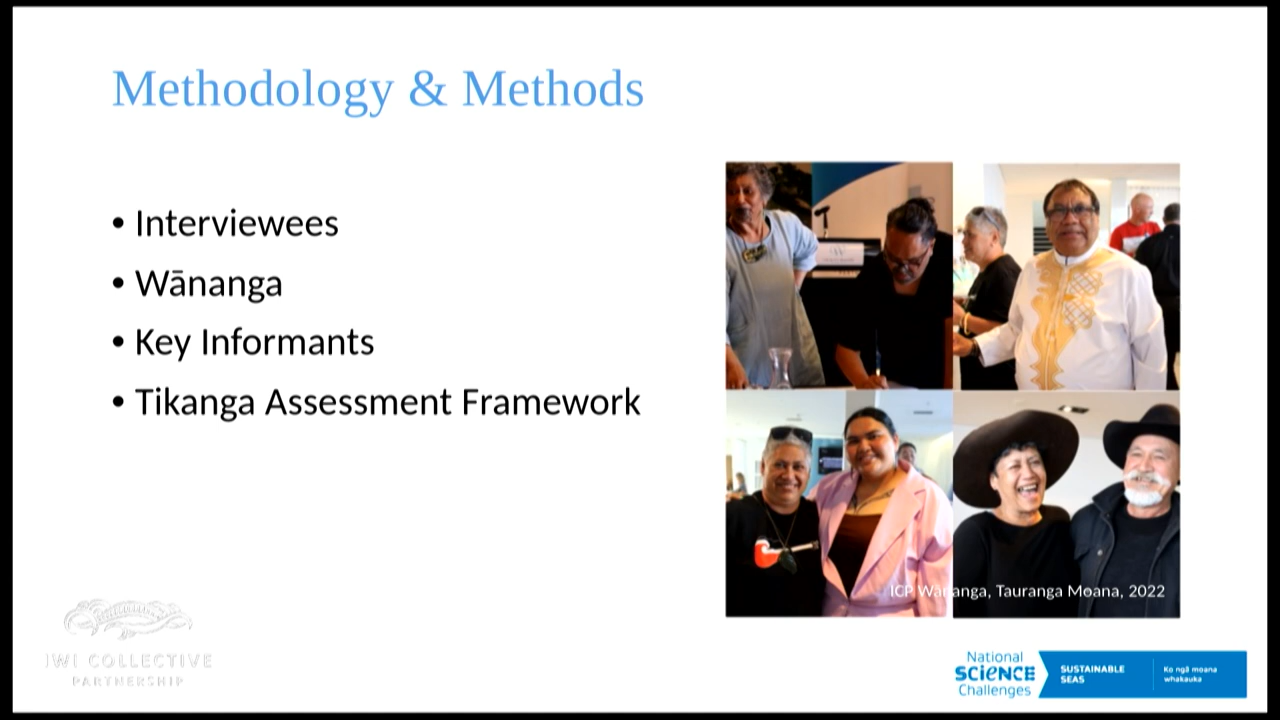 Methodology & Methods
• Interviewees
• Wānanga
• Key Informants
• Tikanga Assessment Framework
ICP Wānanga, Tauranga Moana, 2022
IWI COLLECTIVE
PARTNERSHIP
National
SCIENCE
Challenges
SUSTAINABLE
SEAS
Ko ngā moana
whakauka